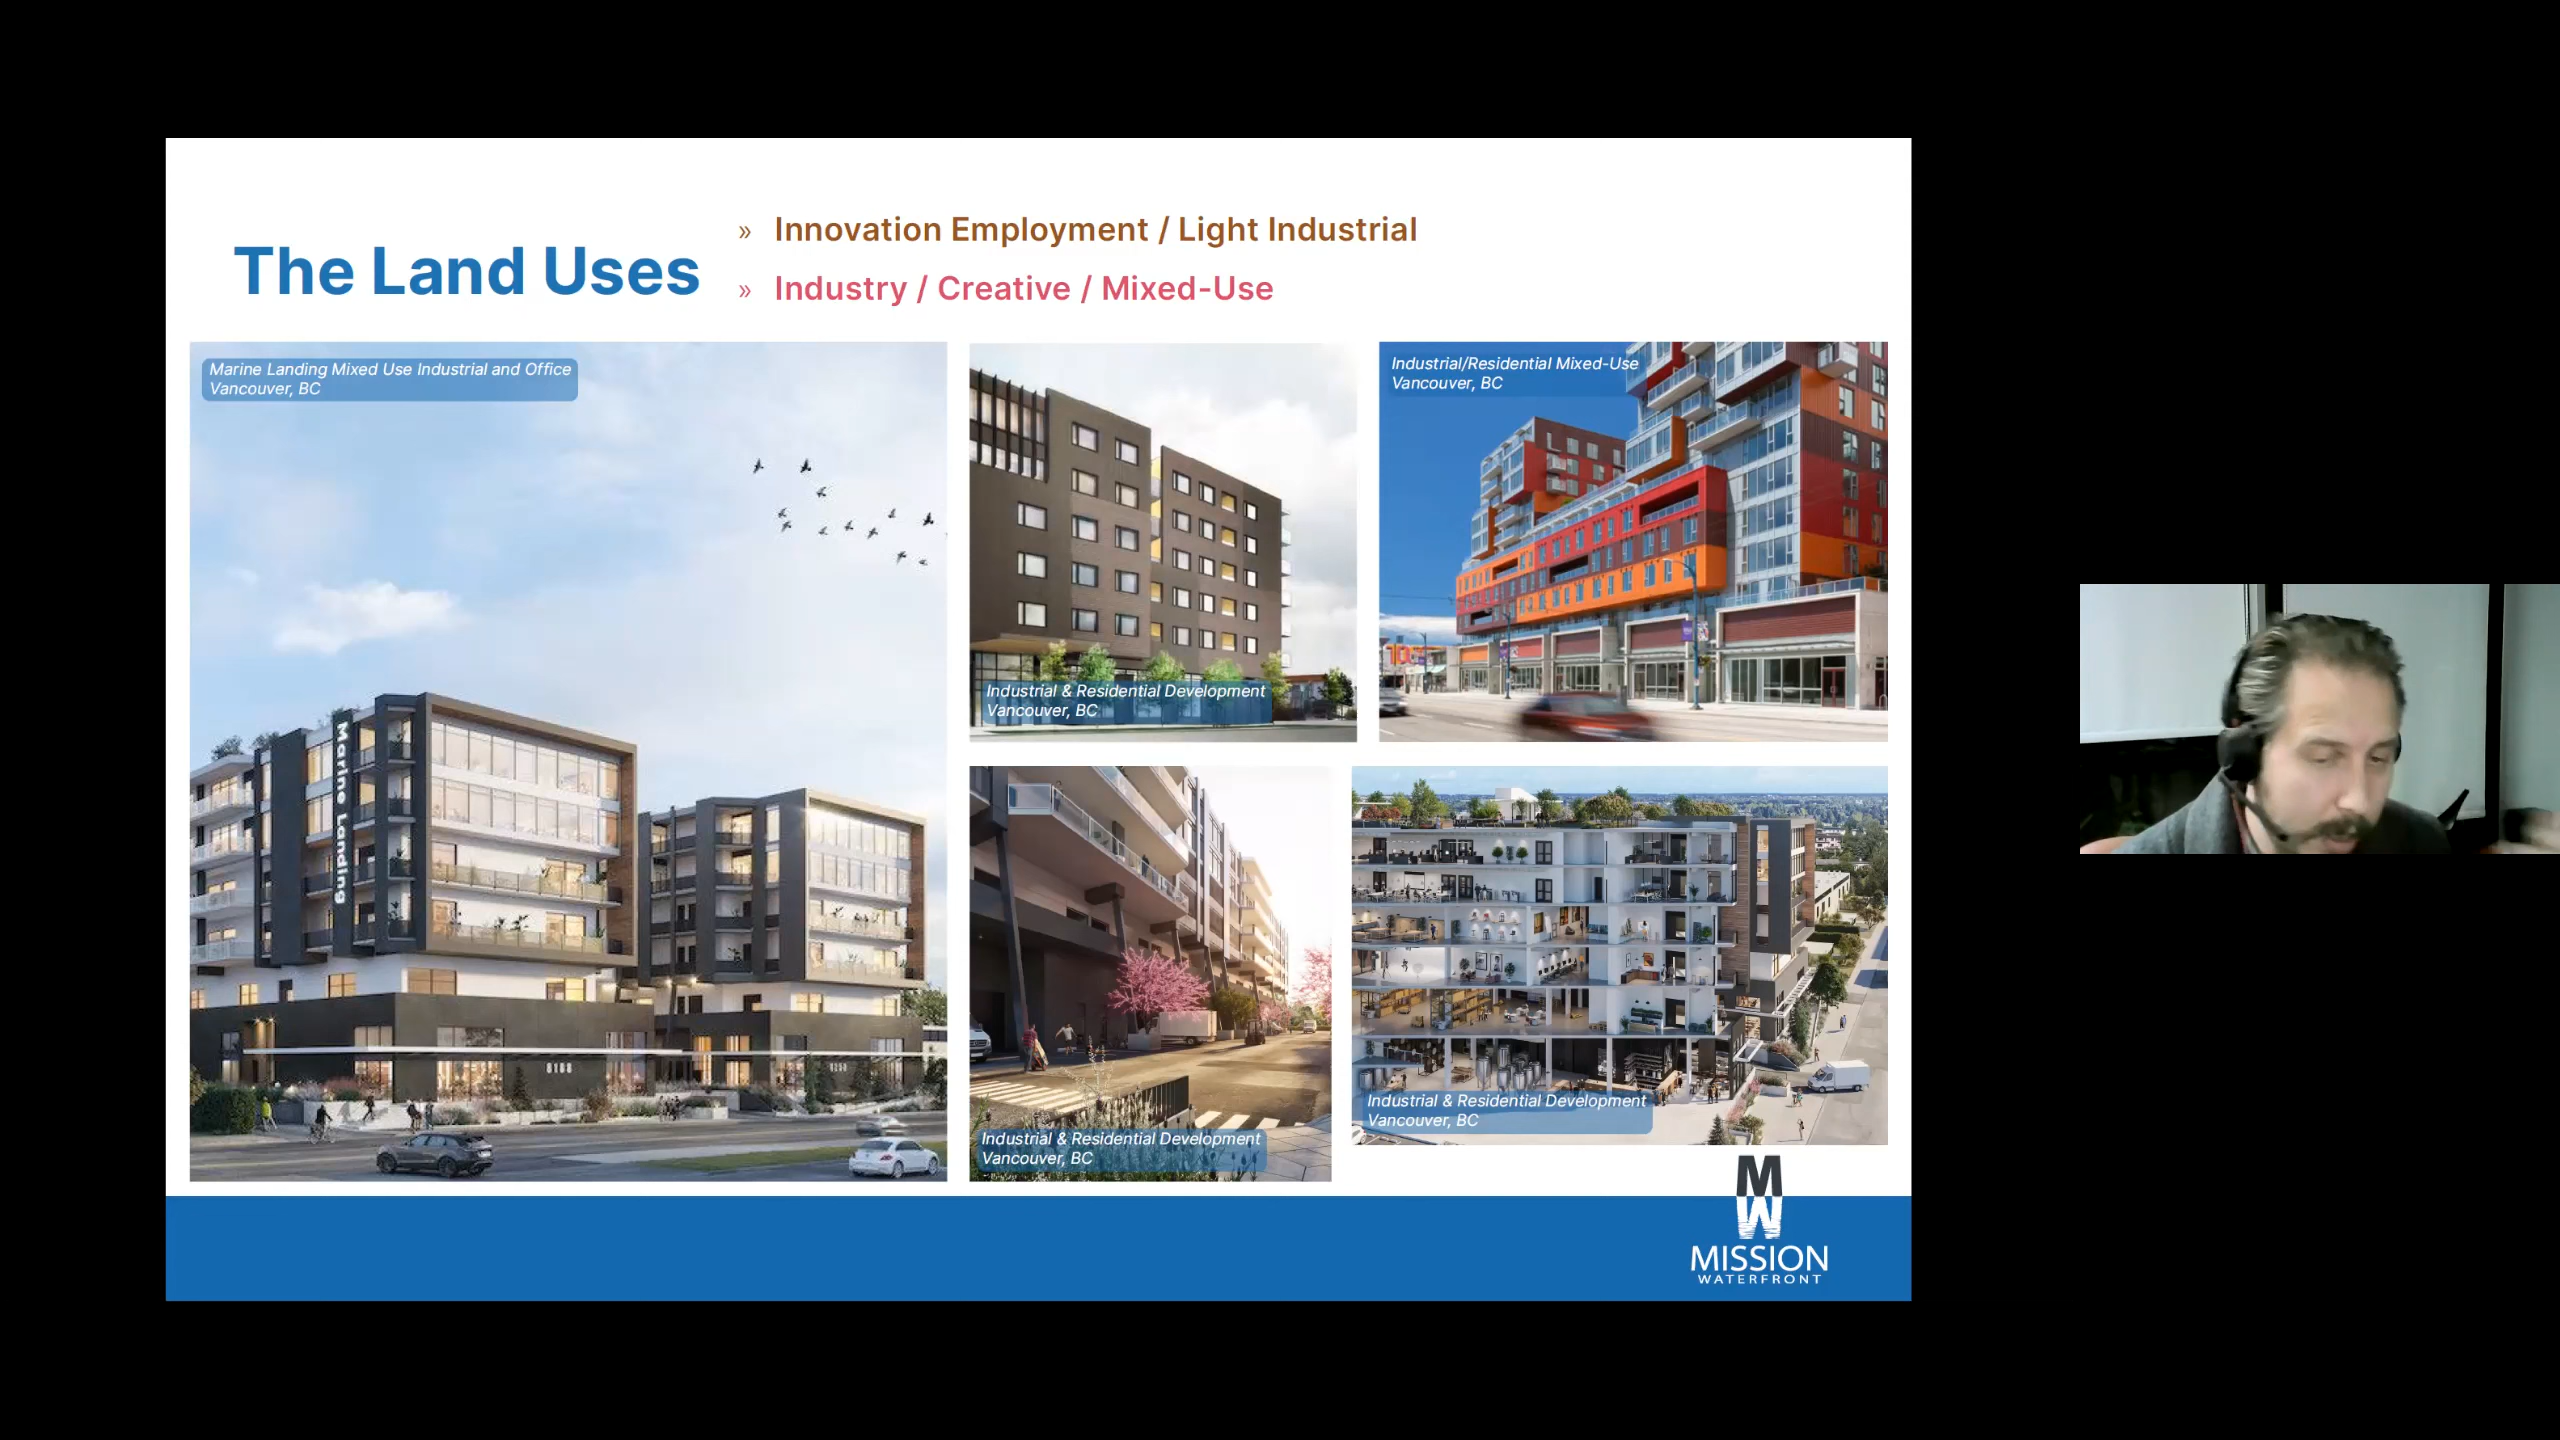 The Land Uses
» Innovation Employment / Light Industrial
» Industry / Creative / Mixed-Use
Marine Landing Mixed Use Industrial and Office
Vancouver, BC
Marine Landing
8188
Industrial & Residential Development
Vancouver, BC
Industrial/Residential Mixed-Use
Vancouver, BC
Industrial & Residential Development
Vancouver, BC
Industrial & Residential Development
Vancouver, BC
MW
MISSION
WATERFRONT